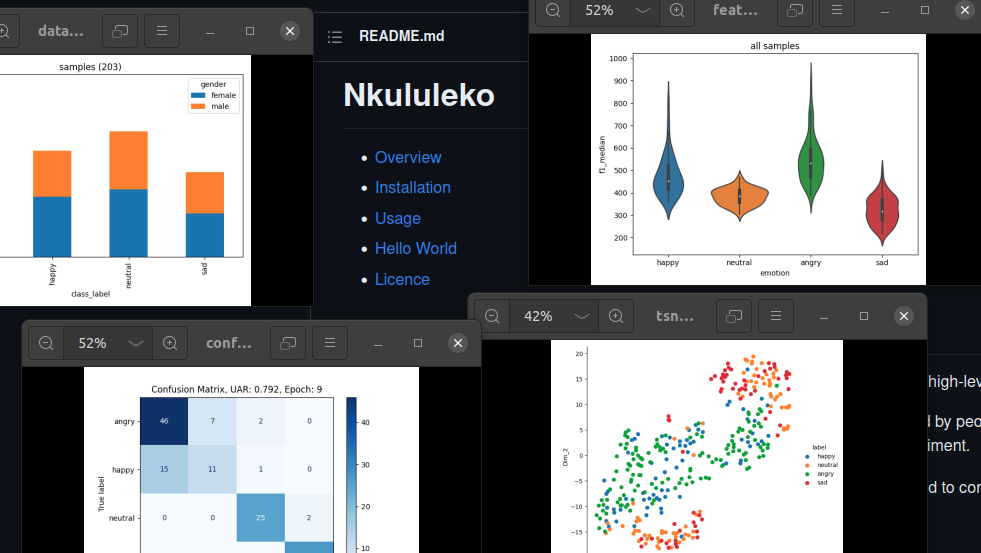 data...
samples (203)
gender
female
male
happy
neutral
sad
class_label
README.md
Nkululeko
Overview
Installation
Usage
Hello World
Licence
52%
feat...
all samples
1000
900
800
700
600
500
400
300
200
f1_median
happy
neutral
angry
sad
emotion
52%
conf...
Confusion Matrix, UAR: 0.792, Epoch: 9
angry
46
7
2
0
happy
15
11
1
0
neutral
0
0
25
2
True label
40
30
20
10
42%
tsn...
20
15
10
5
0
−5
−10
−15
Dim_2
label
happy
neutral
angry
sad
high-lev
d by peo
iment.
d to cor